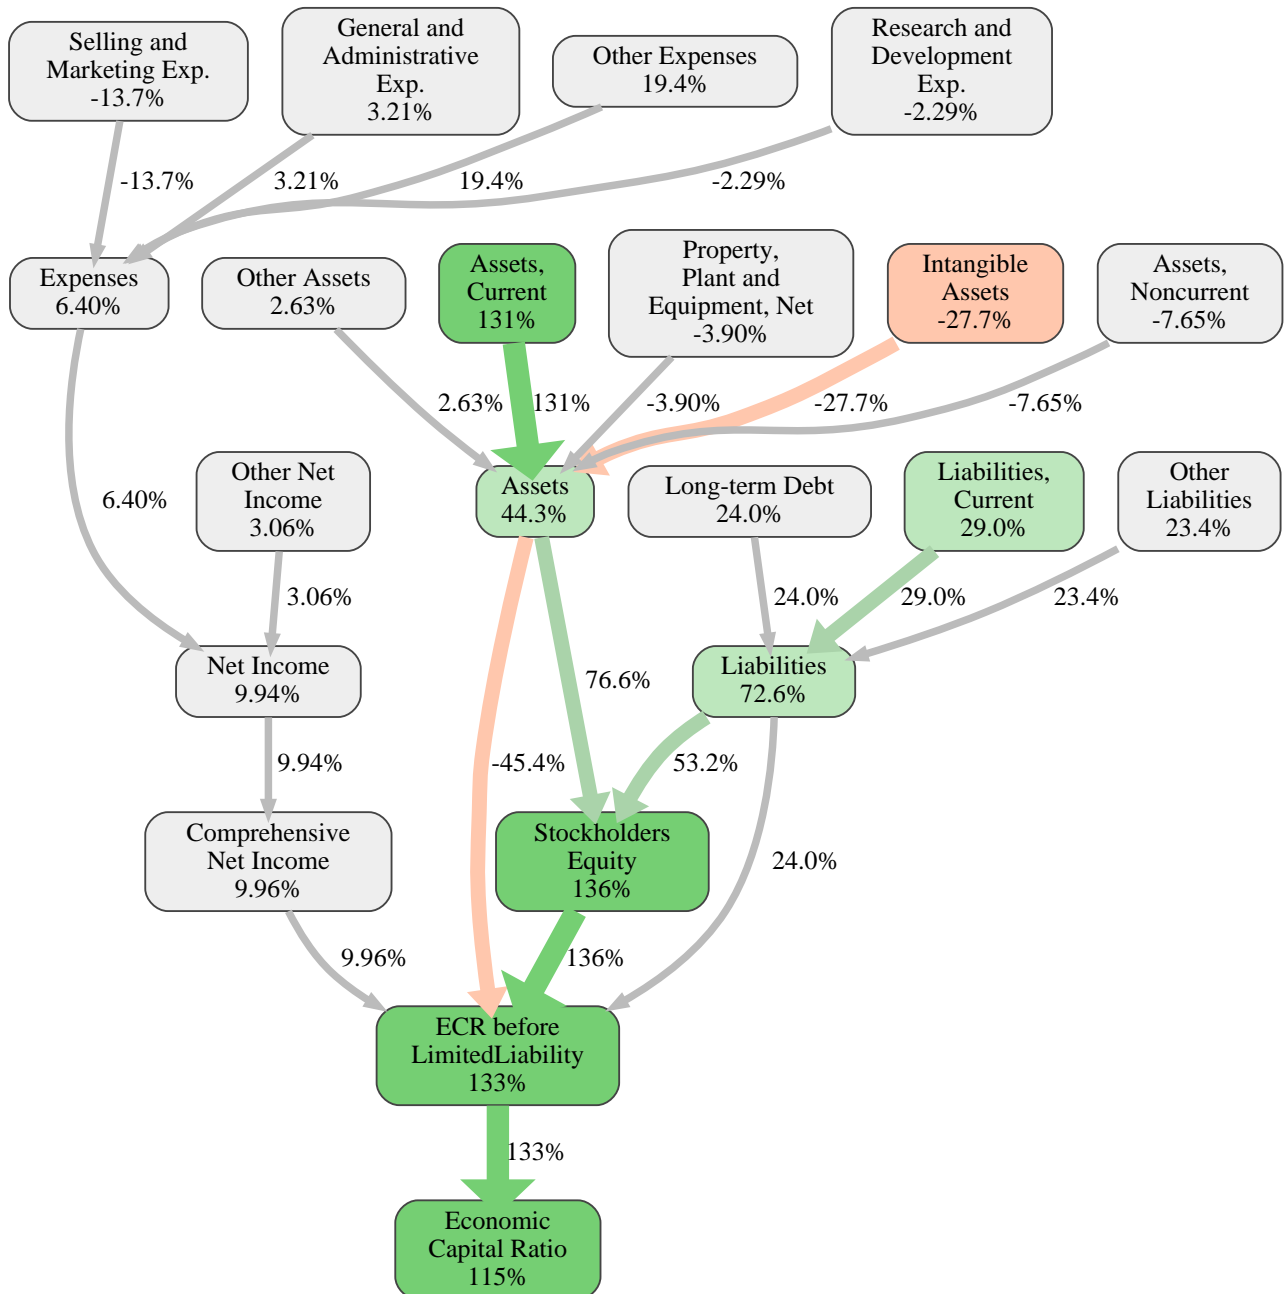 Selling and
Marketing Exp.
-13.7%
General and
Administrative
Exp.
3.21%
Other Expenses
19.4%
Research and
Development
Exp.
-2.29%
-13.7%
3.21%
19.4%
-2.29%
Expenses
6.40%
Other Assets
2.63%
Assets,
Current
131%
Property,
Plant and
Equipment, Net
-3.90%
Intangible
Assets
-27.7%
Assets,
Noncurrent
-7.65%
2.63%
131%
-3.90%
-27.7%
-7.65%
6.40%
Other Net
Income
3.06%
Assets
44.3%
Long-term Debt
24.0%
Liabilities,
Current
29.0%
Other
Liabilities
23.4%
3.06%
24.0%
29.0%
23.4%
Net Income
9.94%
76.6%
Liabilities
72.6%
9.94%
-45.4%
53.2%
Comprehensive
Net Income
9.96%
Stockholders
Equity
136%
24.0%
9.96%
136%
ECR before
LimitedLiability
133%
133%
Economic
Capital Ratio
115%